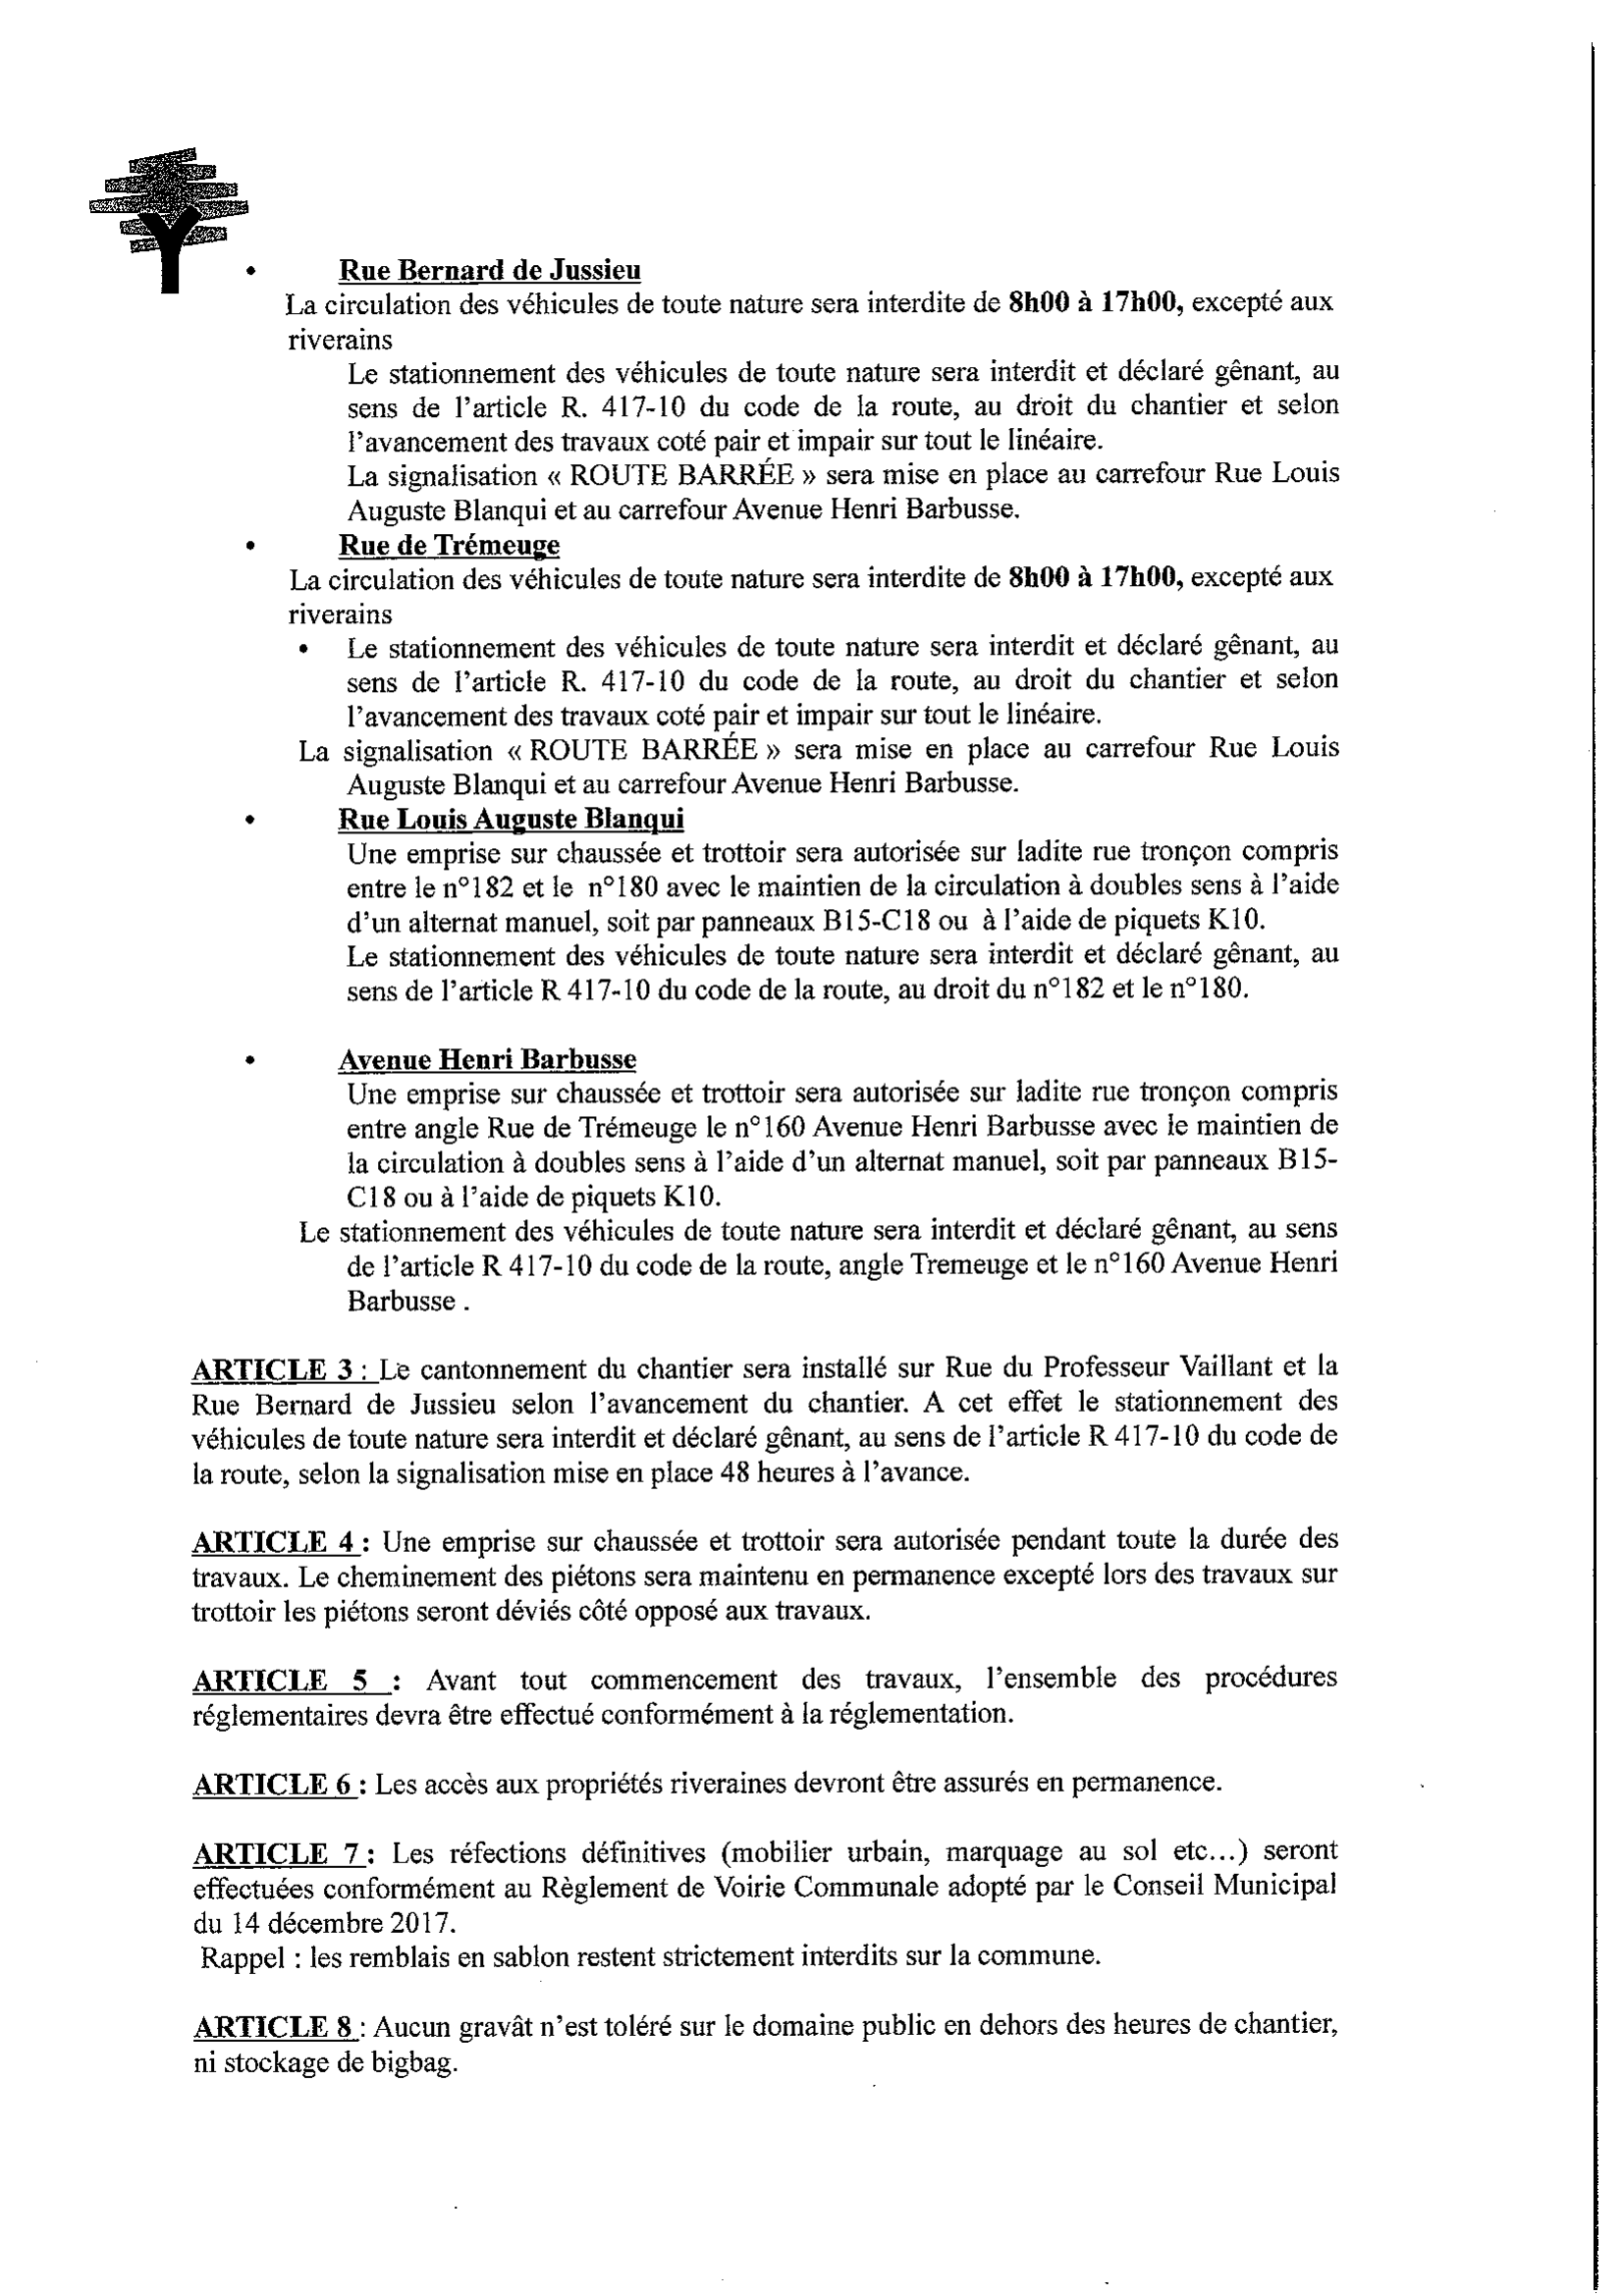 • Rue Bernard de Jussieu
La circulation des véhicules de toute nature sera interdite de 8h00 à 17h00, excepté aux
riverains
Le stationnement des véhicules de toute nature sera interdit et déclaré gênant, au
sens de l’article R. 417-10 du code de la route, au droit du chantier et selon
l’avancement des travaux coté pair et impair sur tout le linéaire.
La signalisation « ROUTE BARRÉE » sera mise en place au carrefour Rue Louis
Auguste Blanqui et au carrefour Avenue Henri Barbusse.
• Rue de Trémeuge
La circulation des véhicules de toute nature sera interdite de 8h00 à 17h00, excepté aux
riverains
• Le stationnement des véhicules de toute nature sera interdit et déclaré gênant, au
sens de l’article R. 417-10 du code de la route, au droit du chantier et selon
l’avancement des travaux coté pair et impair sur tout le linéaire.
La signalisation « ROUTE BARRÉE » sera mise en place au carrefour Rue Louis
Auguste Blanqui et au carrefour Avenue Henri Barbusse.
• Rue Louis Auguste Blanqui
Une emprise sur chaussée et trottoir sera autorisée sur ladite rue tronçon compris
entre le n°182 et le n°180 avec le maintien de la circulation à doubles sens à l’aide
d’un alternat manuel, soit par panneaux B15-C18 ou à l’aide de piquets K10.
Le stationnement des véhicules de toute nature sera interdit et déclaré gênant, au
sens de l’article R 417-10 du code de la route, au droit du n°182 et le n°180.
• Avenue Henri Barbusse
Une emprise sur chaussée et trottoir sera autorisée sur ladite rue tronçon compris
entre angle Rue de Trémeuge le n°160 Avenue Henri Barbusse avec le maintien de
la circulation à doubles sens à l’aide d’un alternat manuel, soit par panneaux B15-
C18 ou à l’aide de piquets K10.
Le stationnement des véhicules de toute nature sera interdit et déclaré gênant, au sens
de l’article R 417-10 du code de la route, angle Tremeuge et le n°160 Avenue Henri
Barbusse .
ARTICLE 3 : Le cantonnement du chantier sera installé sur Rue du Professeur Vaillant et la
Rue Bernard de Jussieu selon l’avancement du chantier. A cet effet le stationnement des
véhicules de toute nature sera interdit et déclaré gênant, au sens de l’article R 417-10 du code de
la route, selon la signalisation mise en place 48 heures à l’avance.
ARTICLE 4 : Une emprise sur chaussée et trottoir sera autorisée pendant toute la durée des
travaux. Le cheminement des piétons sera maintenu en permanence excepté lors des travaux sur
trottoir les piétons seront déviés côté opposé aux travaux.
ARTICLE 5 : Avant tout commencement des travaux, l’ensemble des procédures
réglementaires devra être effectué conformément à la réglementation.
ARTICLE 6 : Les accès aux propriétés riveraines devront être assurés en permanence.
ARTICLE 7 : Les réfections définitives (mobilier urbain, marquage au sol etc...) seront
effectuées conformément au Règlement de Voirie Communale adopté par le Conseil Municipal
du 14 décembre 2017.
Rappel : les remblais en sablon restent strictement interdits sur la commune.
ARTICLE 8 : Aucun gravât n’est toléré sur le domaine public en dehors des heures de chantier,
ni stockage de bigbag.